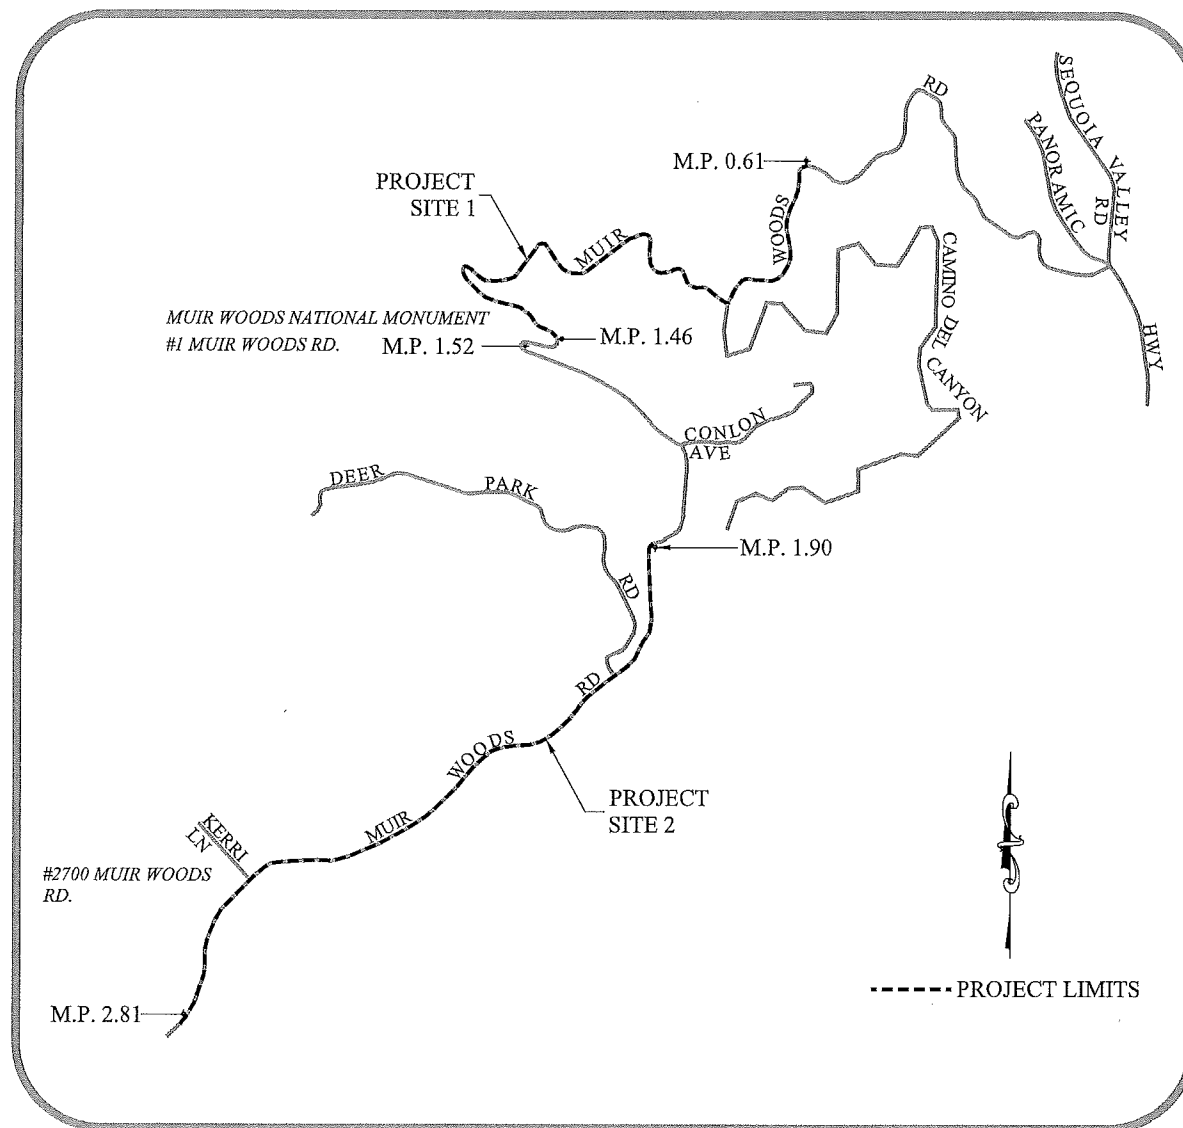 RD
SEQUOIA VALLEY
RD
PANORAMIC
HWY
M.P. 0.61
PROJECT
SITE 1
MUIR
WOODS
CAMINO DEL
CANYON
MUIR WOODS NATIONAL MONUMENT
#1 MUIR WOODS RD.
M.P. 1.52
M.P. 1.46
CONLON
AVE
DEER
PARK
RD
M.P. 1.90
RD
WOODS
MUIR
PROJECT
SITE 2
KERRI
LN
#2700 MUIR WOODS
RD.
M.P. 2.81
PROJECT LIMITS